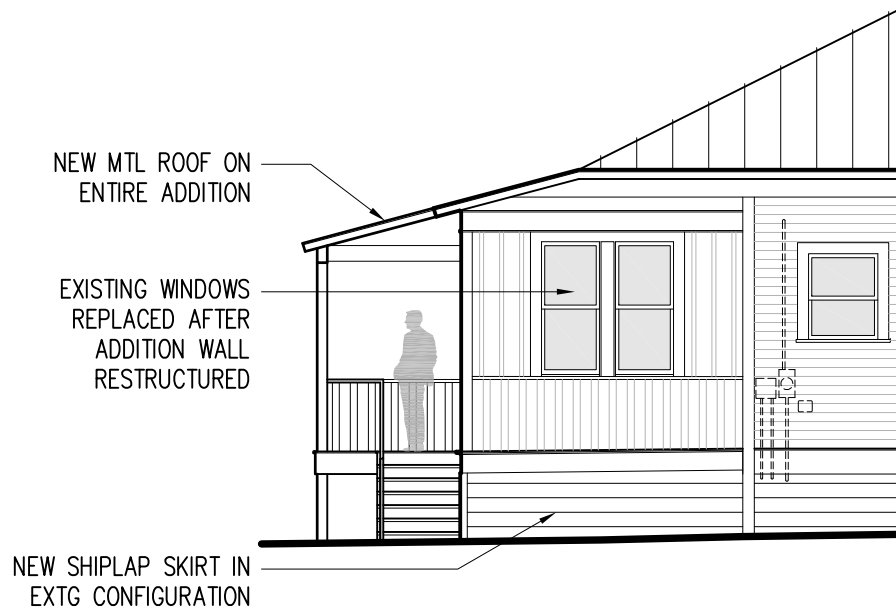 NEW MTL ROOF ON
ENTIRE ADDITION
EXISTING WINDOWS
REPLACED AFTER
ADDITION WALL
RESTRUCTURED
NEW SHIPLAP SKIRT IN
EXTG CONFIGURATION